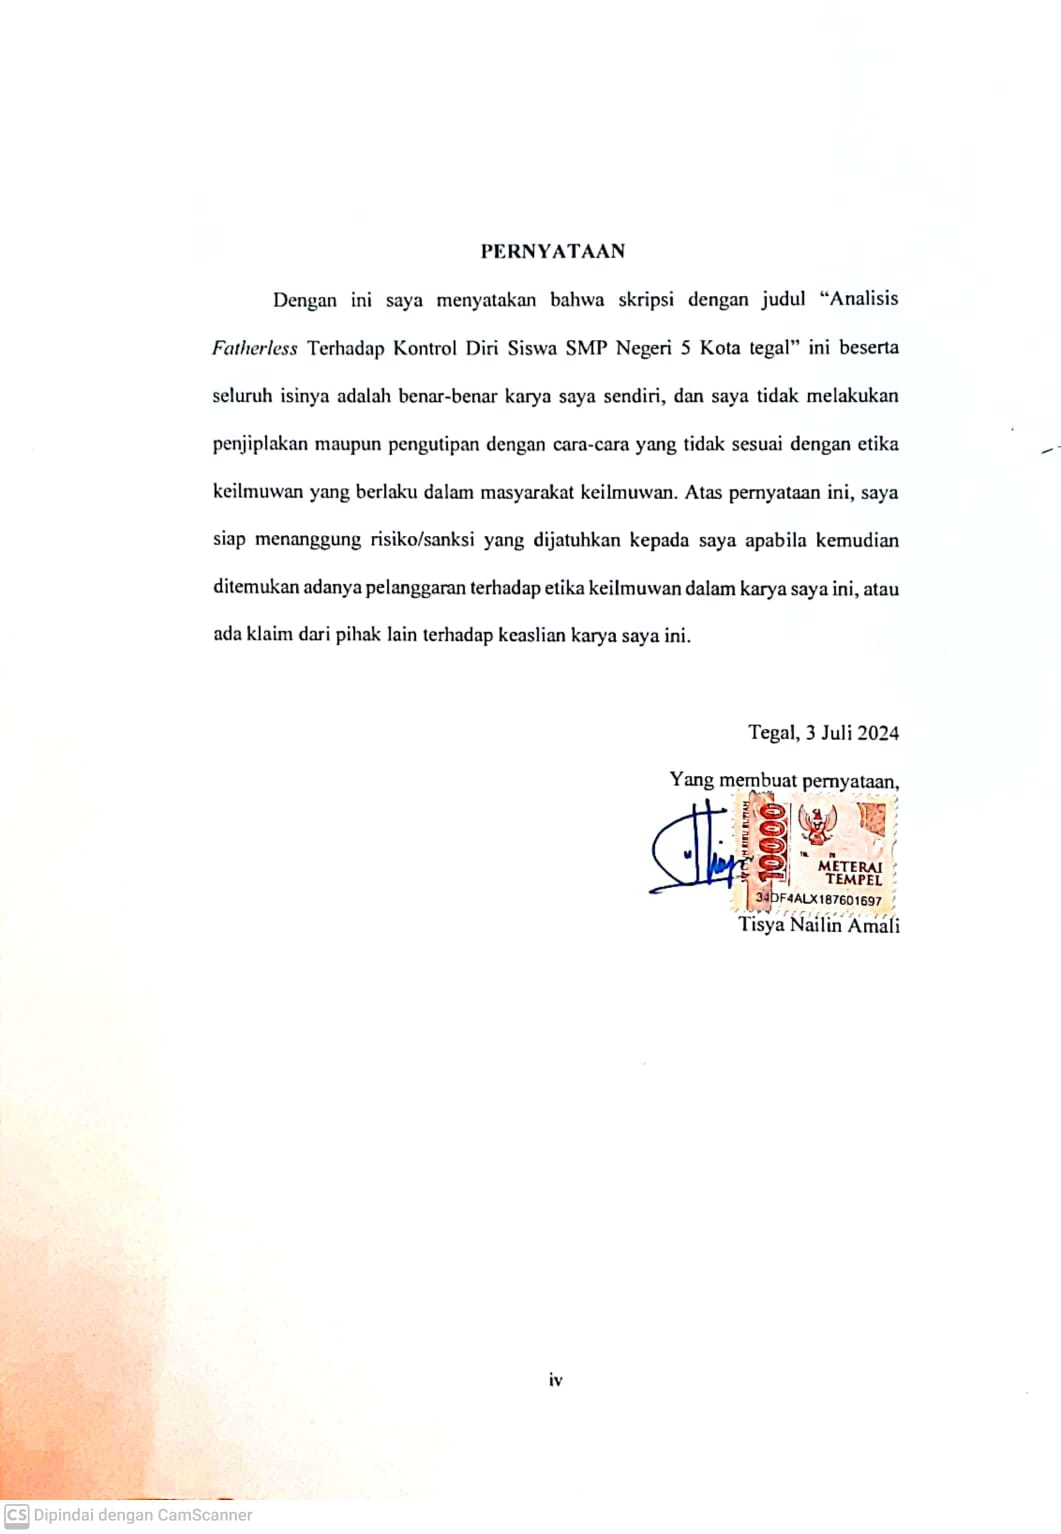 PERNYATAAN
Dengan ini saya menyatakan bahwa skripsi dengan judul “Analisis
Fatherless Terhadap Kontrol Diri Siswa SMP Negeri 5 Kota tegal” ini beserta
seluruh isinya adalah benar-benar karya saya sendiri, dan saya tidak melakukan
penjiplakan maupun pengutipan dengan cara-cara yang tidak sesuai dengan etika
keilmuwan yang berlaku dalam masyarakat keilmuwan. Atas pernyataan ini, saya
siap menanggung risiko/sanksi yang dijatuhkan kepada saya apabila kemudian
ditemukan adanya pelanggaran terhadap etika keilmuwan dalam karya saya ini, atau
ada klaim dari pihak lain terhadap keaslian karya saya ini.
Tegal, 3 Juli 2024
Yang membuat pernyataan,
10000
METERAI
TEMPEL
34DF4ALX187601697
Tisya Nailin Amali
iv
CS Dipindai dengan CamScanner